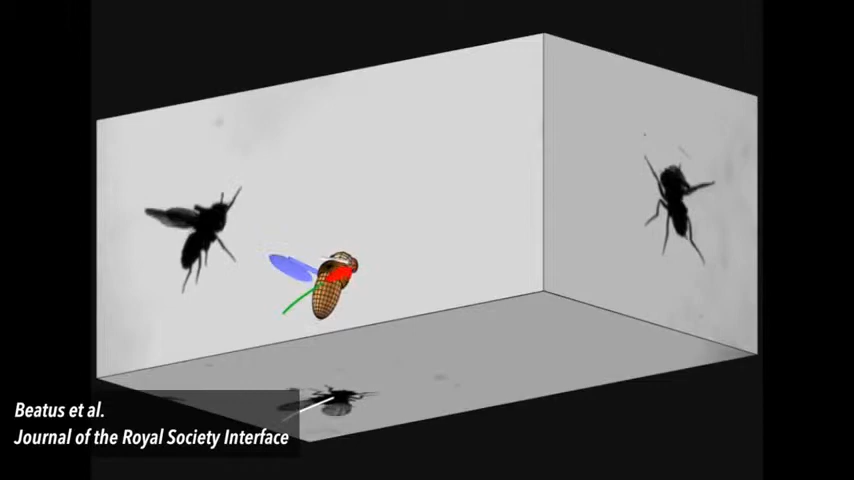 Beatus et al.
Journal of the Royal Society Interface